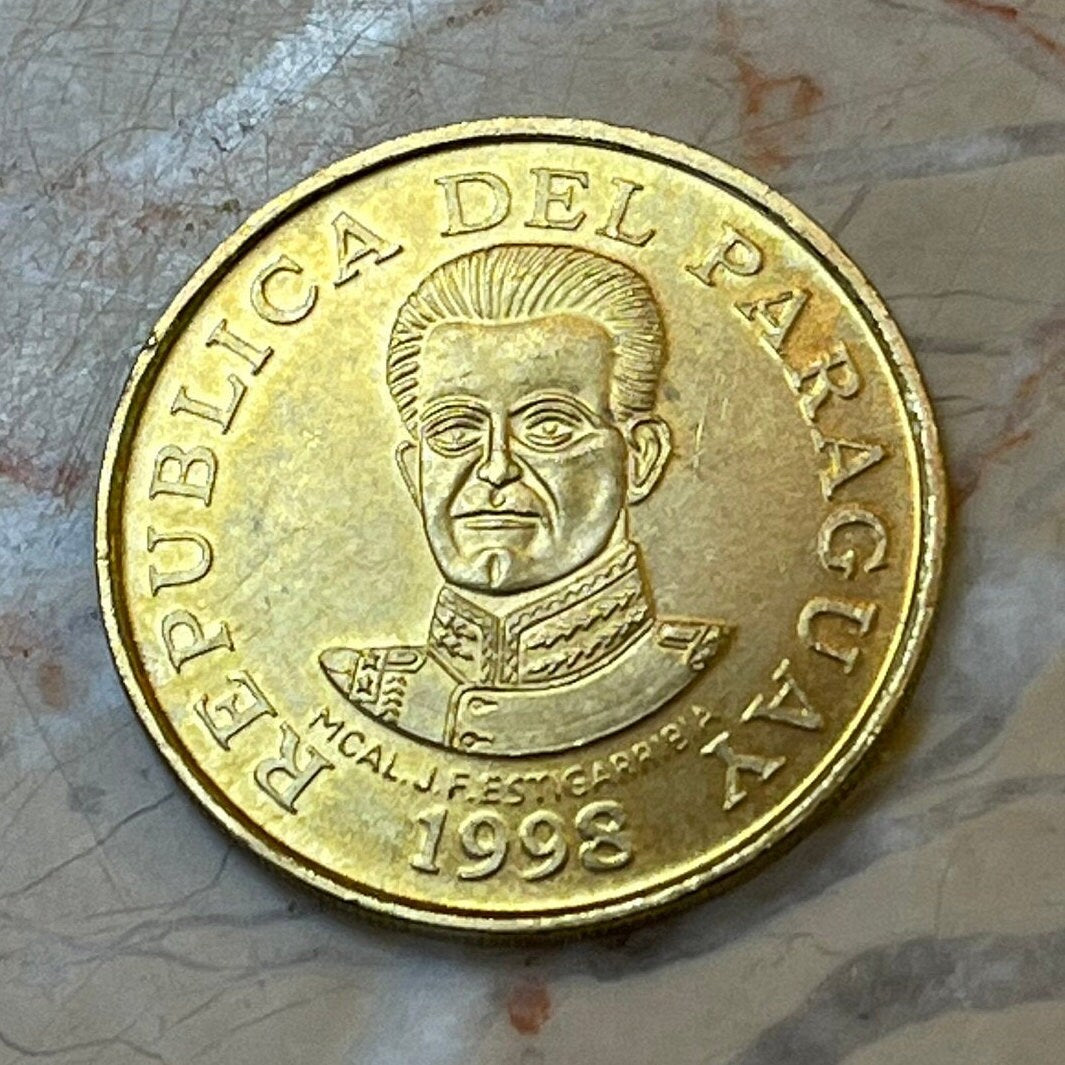 REPUBLICA DEL PARAGUAY
MCAL. J. F. ESTIGARRIBIA
1998